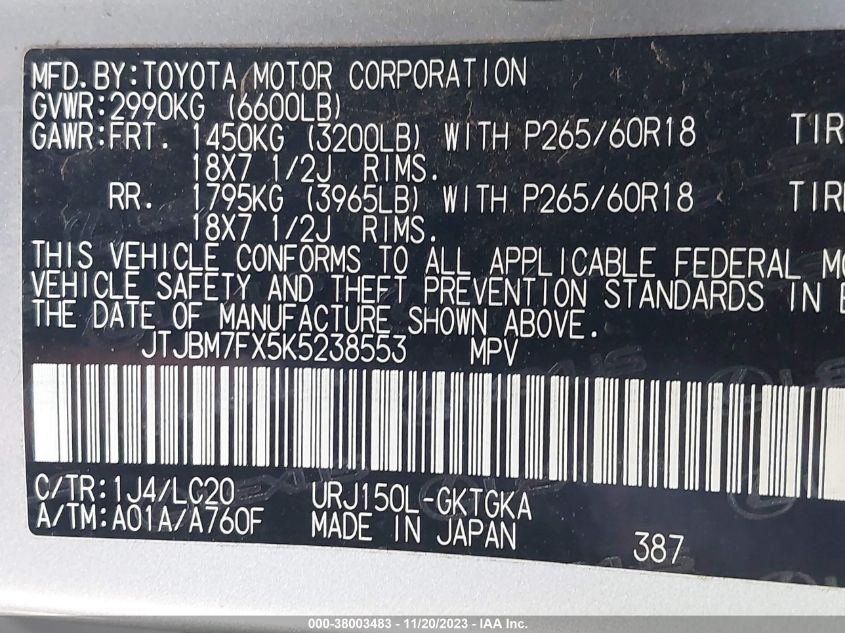 MFD. BY: TOYOTA MOTOR CORPORATION
GVWR: 2990KG (6600LB)
GAWR: FRT. 1450KG (3200LB) WITH P265/60R18 TIR
18X7 1/2J RIMS.
RR. 1795KG (3965LB) WITH P265/60R18 TIR
18X7 1/2J RIMS.
THIS VEHICLE CONFORMS TO ALL APPLICABLE FEDERAL MO
VEHICLE SAFETY AND THEFT PREVENTION STANDARDS IN E
THE DATE OF MANUFACTURE SHOWN ABOVE.
JTJBM7FX5K5238553 MPV
C/TR: 1J4/LC20 URJ150L-GKTGKA
A/TM: A01A/A760F MADE IN JAPAN 387
000-38003483 - 11/20/2023 - IAA Inc.